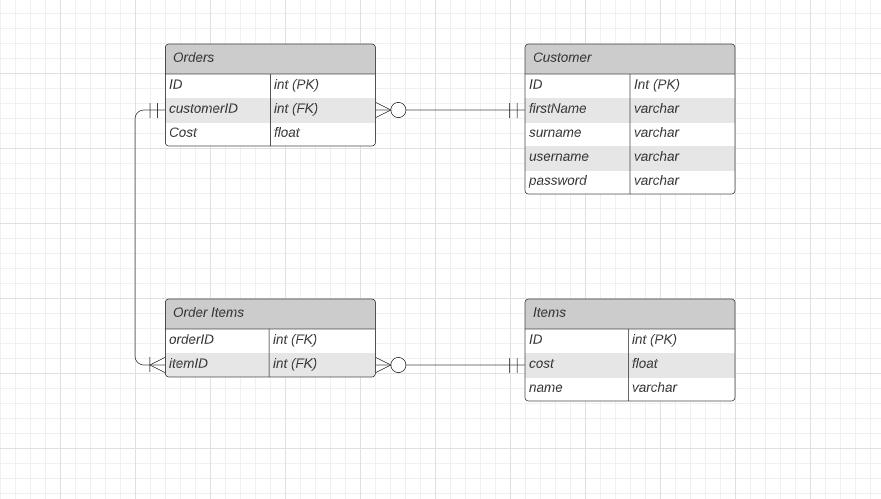 Orders
ID int (PK)
customerID int (FK)
Cost float
Customer
ID Int (PK)
firstName varchar
surname varchar
username varchar
password varchar
Order Items
orderID int (FK)
itemID int (FK)
Items
ID int (PK)
cost float
name varchar